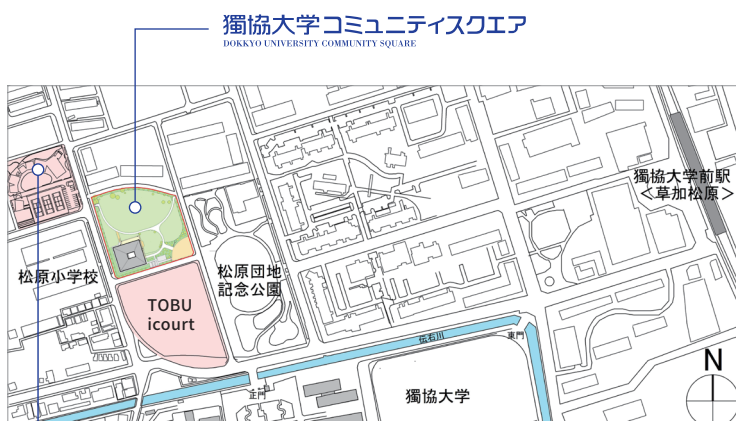 獨協大学コミュニティスクエア
DOKKYO UNIVERSITY COMMUNITY SQUARE
獨協大学前駅
＜草加松原＞
松原小学校
松原団地
記念公園
TOBU
icourt
伝右川
東門
正門
獨協大学
N